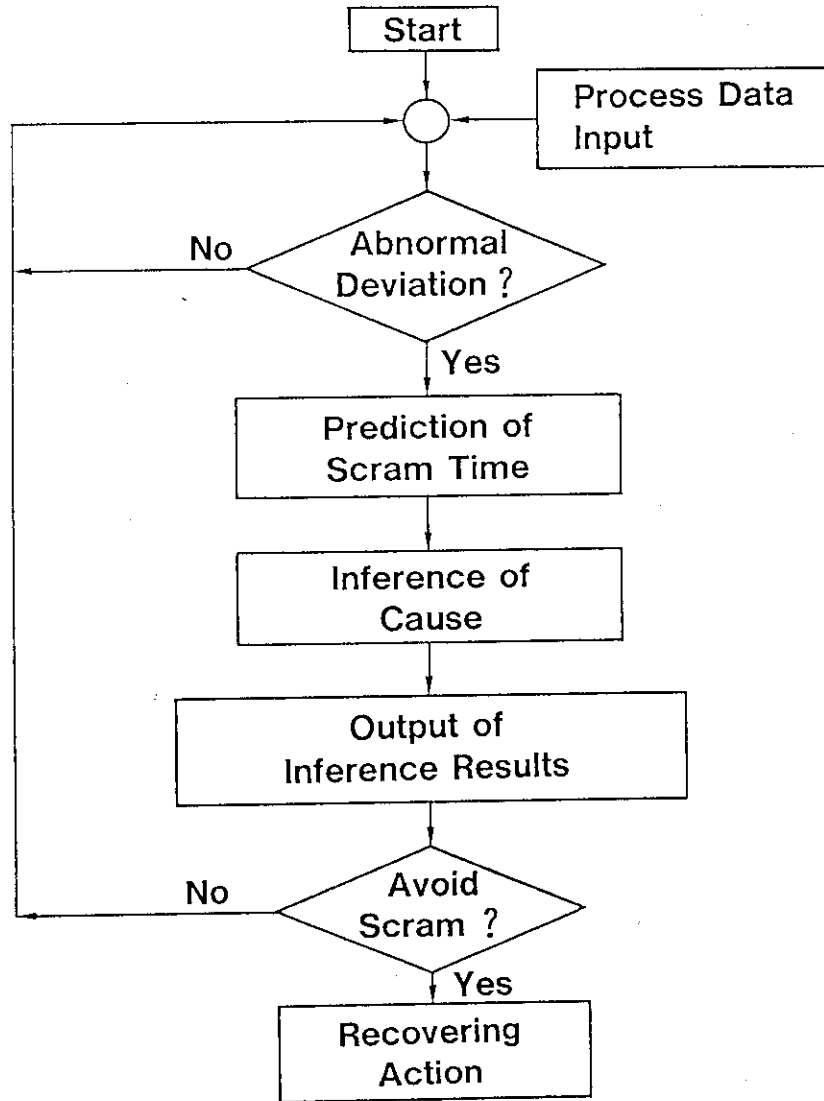 Start
Process Data
Input
No
Abnormal
Deviation ?
Yes
Prediction of
Scram Time
Inference of
Cause
Output of
Inference Results
No
Avoid
Scram ?
Yes
Recovering
Action